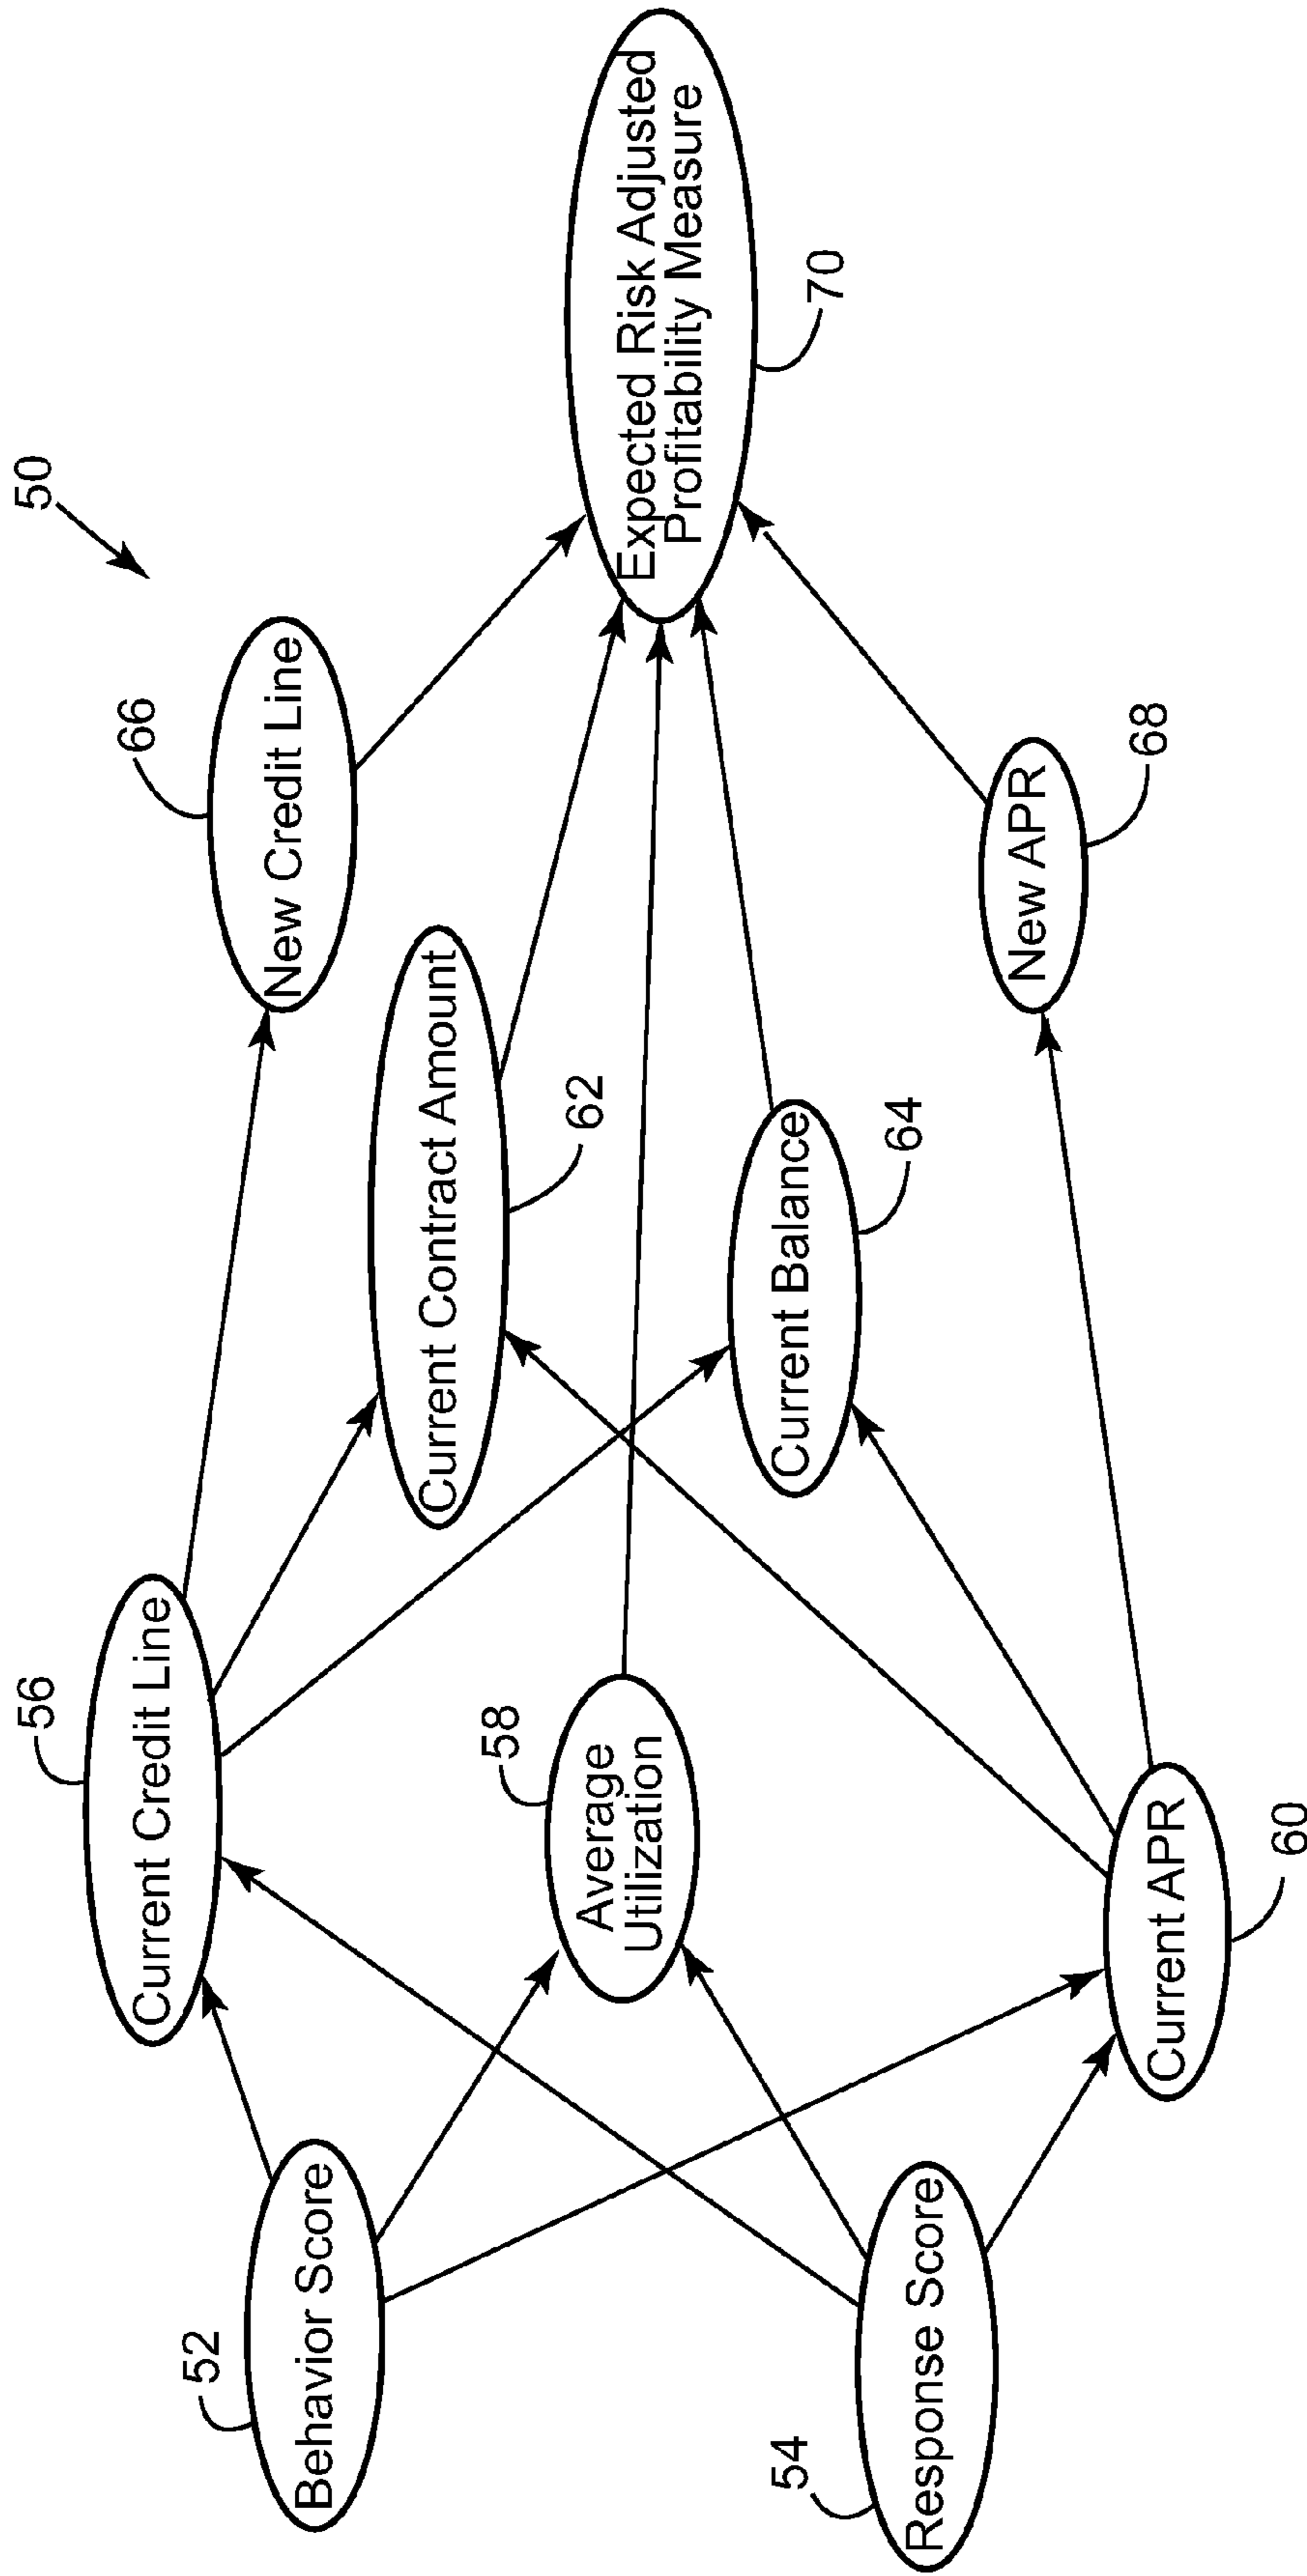 50
52
Behavior Score
54
Response Score
56
Current Credit Line
58
Average
Utilization
60
Current APR
62
Current Contract Amount
64
Current Balance
66
New Credit Line
68
New APR
Expected Risk Adjusted
Profitability Measure
70